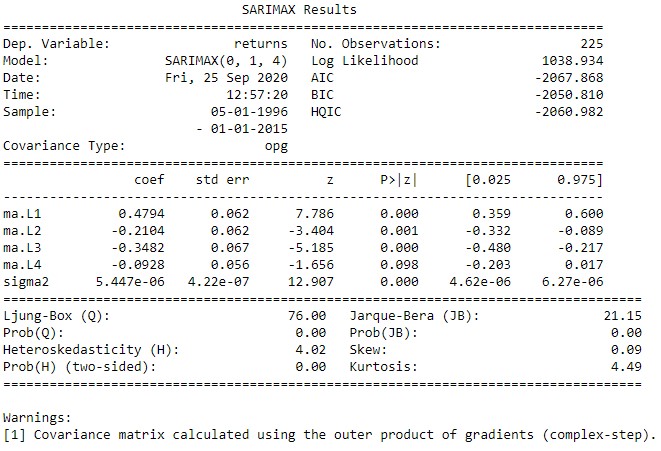 SARIMAX Results
==============================================================================
Dep. Variable:                returns   No. Observations:                  225
Model:               SARIMAX(0, 1, 4)   Log Likelihood                1038.934
Date:                Fri, 25 Sep 2020   AIC                          -2067.868
Time:                        12:57:20   BIC                          -2050.810
Sample:                    05-01-1996   HQIC                         -2060.982
                         - 01-01-2015
Covariance Type:                  opg
==============================================================================
                 coef    std err          z      P>|z|      [0.025      0.975]
------------------------------------------------------------------------------
ma.L1          0.4794      0.062      7.786      0.000       0.359       0.600
ma.L2         -0.2104      0.062     -3.404      0.001      -0.332      -0.089
ma.L3         -0.3482      0.067     -5.185      0.000      -0.480      -0.217
ma.L4         -0.0928      0.056     -1.656      0.098      -0.203       0.017
sigma2      5.447e-06   4.22e-07     12.907      0.000    4.62e-06    6.27e-06
===================================================================================
Ljung-Box (Q):                       76.00   Jarque-Bera (JB):                21.15
Prob(Q):                              0.00   Prob(JB):                         0.00
Heteroskedasticity (H):               4.02   Skew:                             0.09
Prob(H) (two-sided):                  0.00   Kurtosis:                         4.49
===================================================================================
Warnings:
[1] Covariance matrix calculated using the outer product of gradients (complex-step).